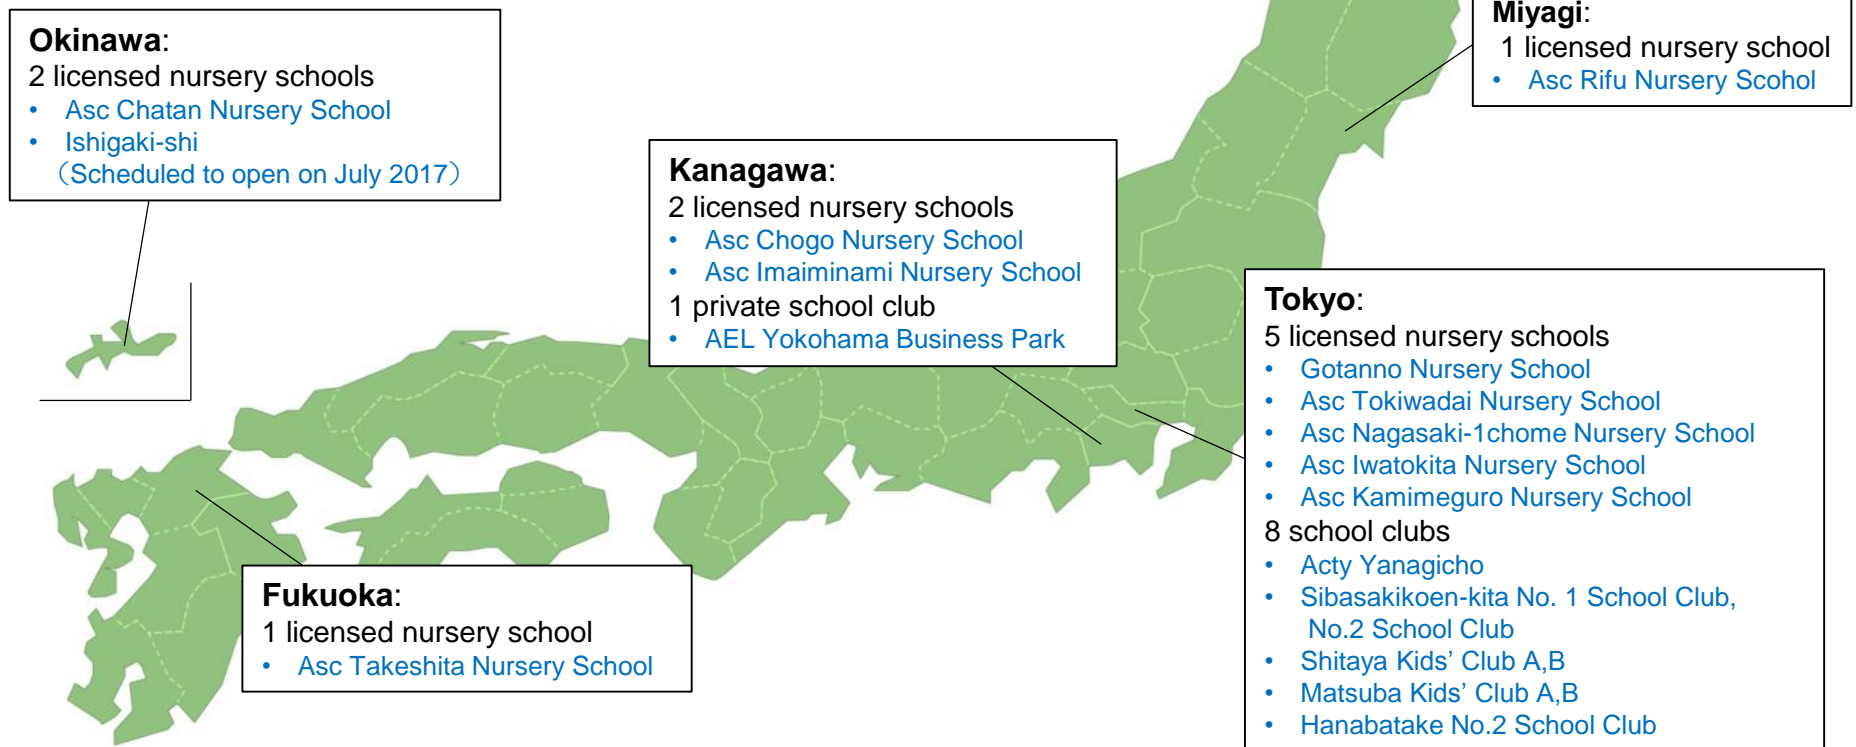 Okinawa:
2 licensed nursery schools
• Asc Chatan Nursery School
• Ishigaki-shi
（Scheduled to open on July 2017）
Miyagi:
1 licensed nursery school
• Asc Rifu Nursery Scohol
Kanagawa:
2 licensed nursery schools
• Asc Chogo Nursery School
• Asc Imaiminami Nursery School
1 private school club
• AEL Yokohama Business Park
Tokyo:
5 licensed nursery schools
• Gotanno Nursery School
• Asc Tokiwadai Nursery School
• Asc Nagasaki-1chome Nursery School
• Asc Iwatokita Nursery School
• Asc Kamimeguro Nursery School
8 school clubs
• Acty Yanagicho
• Sibasakikoen-kita No. 1 School Club,
No.2 School Club
• Shitaya Kids’ Club A,B
• Matsuba Kids’ Club A,B
• Hanabatake No.2 School Club
Fukuoka:
1 licensed nursery school
• Asc Takeshita Nursery School